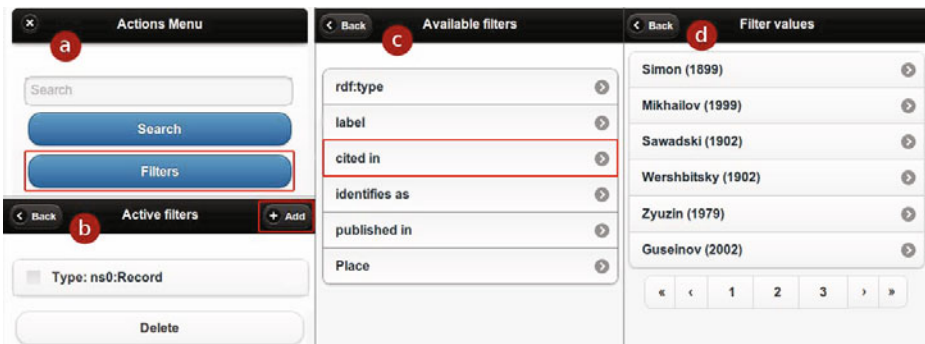 Actions Menu
a
Search
Search
Filters
Back
Active filters
+ Add
b
Type: ns0:Record
Delete
Back
Available filters
c
rdf:type
label
cited in
identifies as
published in
Place
Back
Filter values
d
Simon (1899)
Mikhailov (1999)
Sawadski (1902)
Wershbitsky (1902)
Zyuzin (1979)
Guseinov (2002)
« ‹ 1 2 3 › »